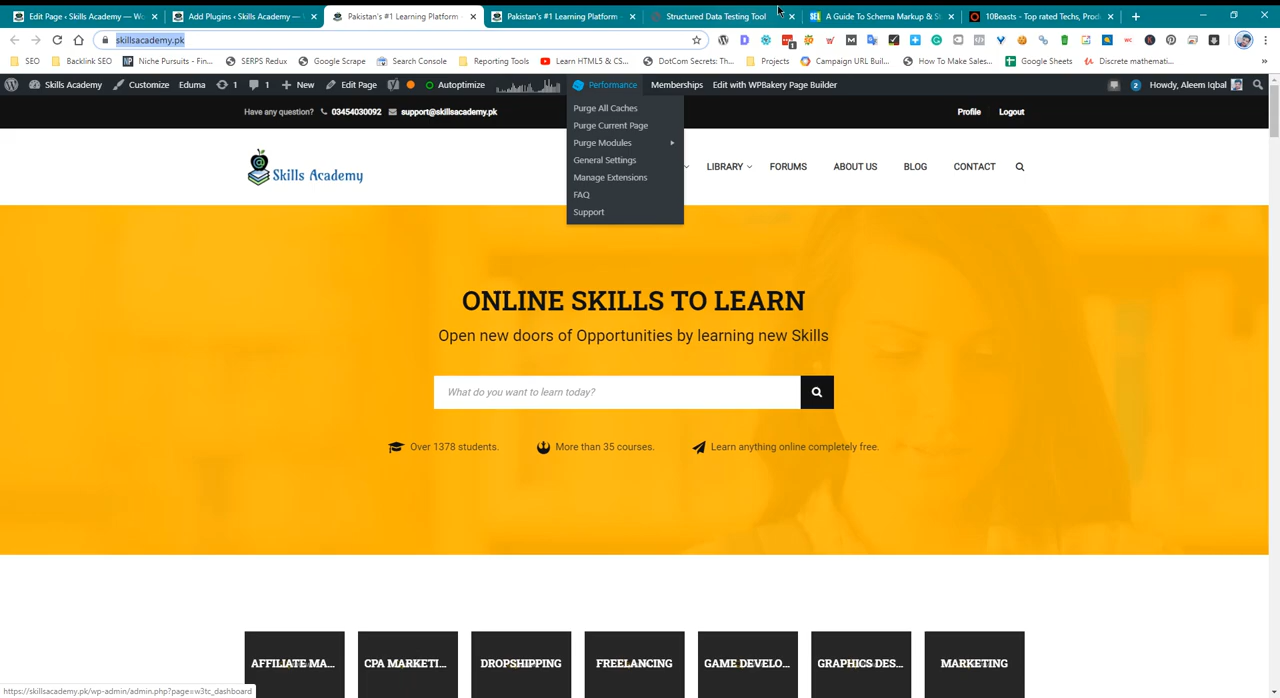 Edit Page ‹ Skills Academy — Wo
Add Plugins ‹ Skills Academy — W
Pakistan's #1 Learning Platform
Pakistan's #1 Learning Platform
Structured Data Testing Tool
A Guide To Schema Markup & St
10Beasts - Top rated Techs, Prod
skillsacademy.pk
SEO
Backlink SEO
Niche Pursuits - Fin...
SERPS Redux
Google Scrape
Search Console
Reporting Tools
Learn HTML5 & CS...
DotCom Secrets: Th...
Projects
Campaign URL Buil...
How To Make Sales...
Google Sheets
Discrete mathemati...
Skills Academy
Customize
Eduma
1
1
New
Edit Page
Autoptimize
Performance
Memberships
Edit with WPBakery Page Builder
2
Howdy, Aleem Iqbal
Have any question?
03454030092
support@skillsacademy.pk
Profile
Logout
Purge All Caches
Purge Current Page
Purge Modules
General Settings
Manage Extensions
FAQ
Support
Skills Academy
LIBRARY
FORUMS
ABOUT US
BLOG
CONTACT
ONLINE SKILLS TO LEARN
Open new doors of Opportunities by learning new Skills
What do you want to learn today?
Over 1378 students.
More than 35 courses.
Learn anything online completely free.
AFFILIATE MA...
CPA MARKETI...
DROPSHIPPING
FREELANCING
GAME DEVELO...
GRAPHICS DES...
MARKETING
https://skillsacademy.pk/wp-admin/admin.php?page=w3tc_dashboard